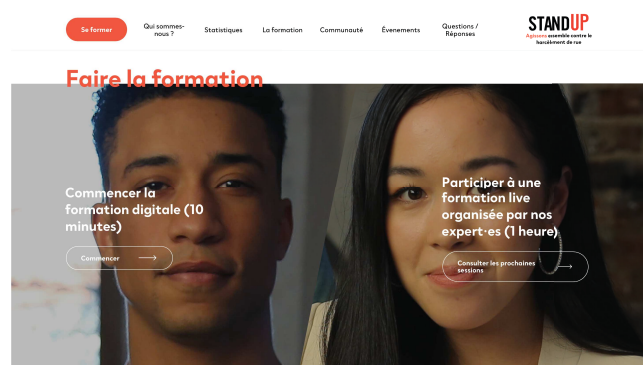 Se former
Qui sommes-
nous ?
Statistiques
La formation
Communauté
Évenements
Questions /
Réponses
STANDUP
Agissons ensemble contre le
harcèlement de rue
Faire la formation
Commencer la
formation digitale (10
minutes)
Commencer
Participer à une
formation live
organisée par nos
expert·es (1 heure)
Consulter les prochaines
sessions